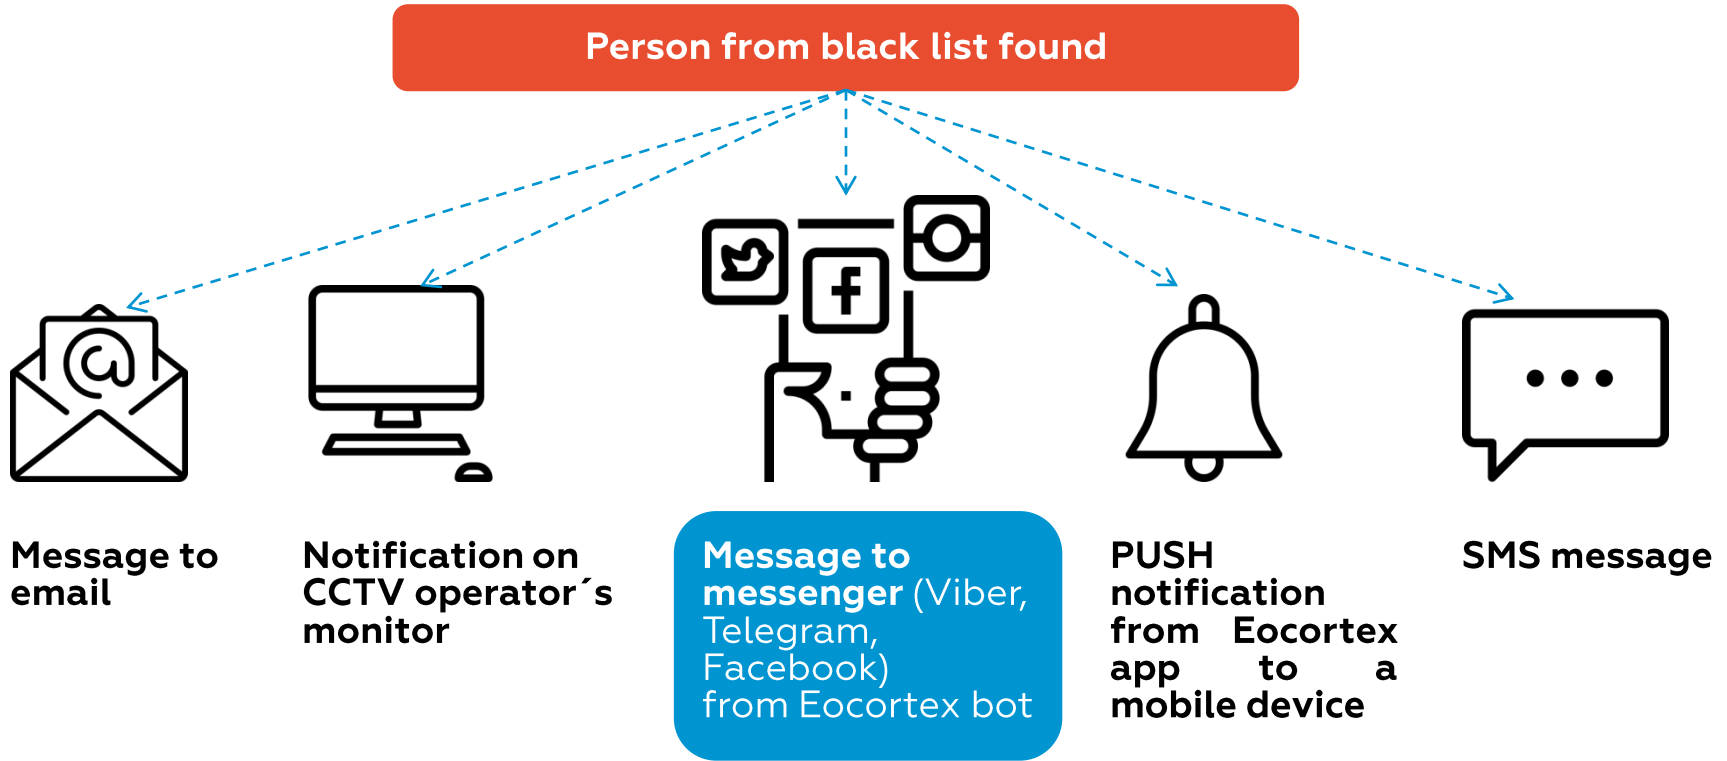 Person from black list found
Message to
email
Notification on
CCTV operator´s
monitor
Message to
messenger (Viber,
Telegram,
Facebook)
from Eocortex bot
PUSH
notification
from Eocortex
app to a
mobile device
SMS message